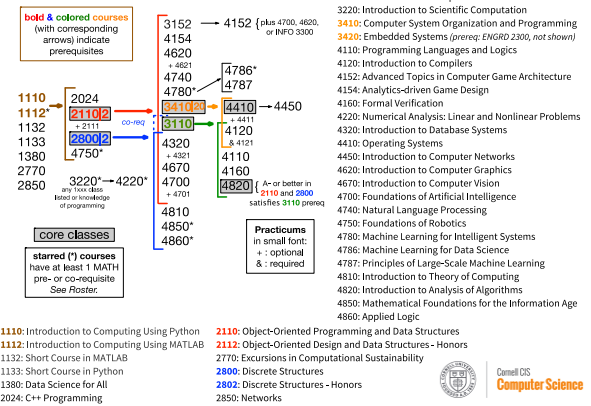 bold & colored courses
(with corresponding
arrows) indicate
prerequisites
1110
1112*
1132
1133
1380
2770
2850
2024
2110|2
+ 2111
2800|2
4750*
3220* → 4220*
any 1xxx class
listed or knowledge
of programming
co-req
3152
4154
4620
+ 4621
4740
4780*
3410|20
3110
4320
+ 4321
4670
4700
+ 4701
4810
4850*
4860*
4152 {plus 4700, 4620,
or INFO 3300
4786*
4787
4410 → 4450
+ 4411
4120
& 4121
4110
4160
4820
{ A- or better in
2110 and 2800
satisfies 3110 prereq
core classes
starred (*) courses
have at least 1 MATH
pre- or co-requisite
See Roster.
Practicums
in small font:
+ : optional
& : required
3220: Introduction to Scientific Computation
3410: Computer System Organization and Programming
3420: Embedded Systems (prereq: ENGRD 2300, not shown)
4110: Programming Languages and Logics
4120: Introduction to Compilers
4152: Advanced Topics in Computer Game Architecture
4154: Analytics-driven Game Design
4160: Formal Verification
4220: Numerical Analysis: Linear and Nonlinear Problems
4320: Introduction to Database Systems
4410: Operating Systems
4450: Introduction to Computer Networks
4620: Introduction to Computer Graphics
4670: Introduction to Computer Vision
4700: Foundations of Artificial Intelligence
4740: Natural Language Processing
4750: Foundations of Robotics
4780: Machine Learning for Intelligent Systems
4786: Machine Learning for Data Science
4787: Principles of Large-Scale Machine Learning
4810: Introduction to Theory of Computing
4820: Introduction to Analysis of Algorithms
4850: Mathematical Foundations for the Information Age
4860: Applied Logic
1110: Introduction to Computing Using Python
1112: Introduction to Computing Using MATLAB
1132: Short Course in MATLAB
1133: Short Course in Python
1380: Data Science for All
2024: C++ Programming
2110: Object-Oriented Programming and Data Structures
2112: Object-Oriented Design and Data Structures - Honors
2770: Excursions in Computational Sustainability
2800: Discrete Structures
2802: Discrete Structures - Honors
2850: Networks
Cornell CIS
Computer Science